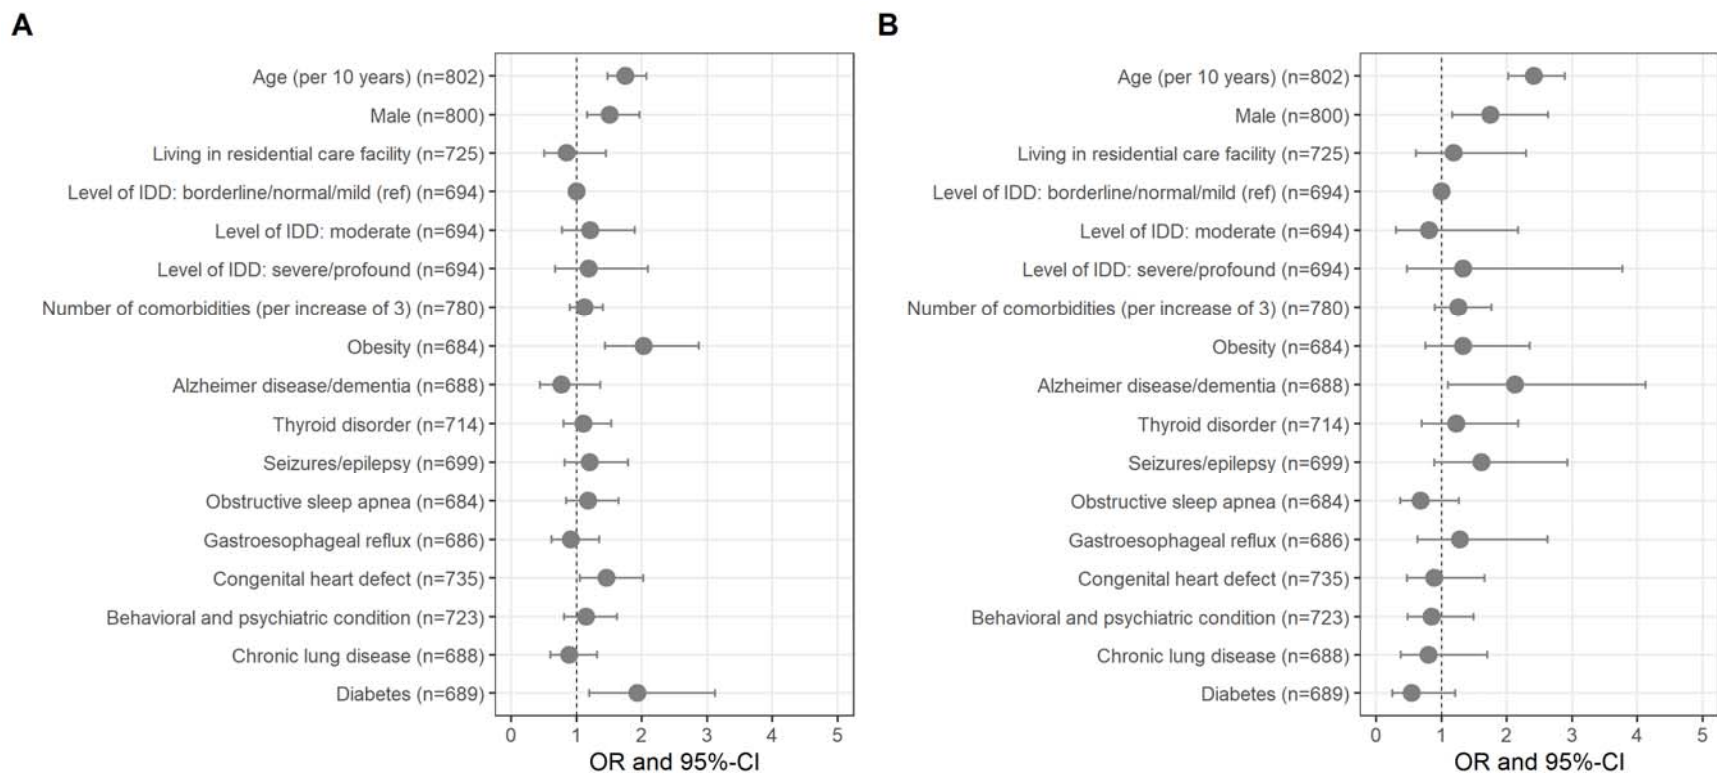 A
Age (per 10 years) (n=802)
Male (n=800)
Living in residential care facility (n=725)
Level of IDD: borderline/normal/mild (ref) (n=694)
Level of IDD: moderate (n=694)
Level of IDD: severe/profound (n=694)
Number of comorbidities (per increase of 3) (n=780)
Obesity (n=684)
Alzheimer disease/dementia (n=688)
Thyroid disorder (n=714)
Seizures/epilepsy (n=699)
Obstructive sleep apnea (n=684)
Gastroesophageal reflux (n=686)
Congenital heart defect (n=735)
Behavioral and psychiatric condition (n=723)
Chronic lung disease (n=688)
Diabetes (n=689)
0 1 2 3 4 5
OR and 95%-CI
B
Age (per 10 years) (n=802)
Male (n=800)
Living in residential care facility (n=725)
Level of IDD: borderline/normal/mild (ref) (n=694)
Level of IDD: moderate (n=694)
Level of IDD: severe/profound (n=694)
Number of comorbidities (per increase of 3) (n=780)
Obesity (n=684)
Alzheimer disease/dementia (n=688)
Thyroid disorder (n=714)
Seizures/epilepsy (n=699)
Obstructive sleep apnea (n=684)
Gastroesophageal reflux (n=686)
Congenital heart defect (n=735)
Behavioral and psychiatric condition (n=723)
Chronic lung disease (n=688)
Diabetes (n=689)
0 1 2 3 4 5
OR and 95%-CI